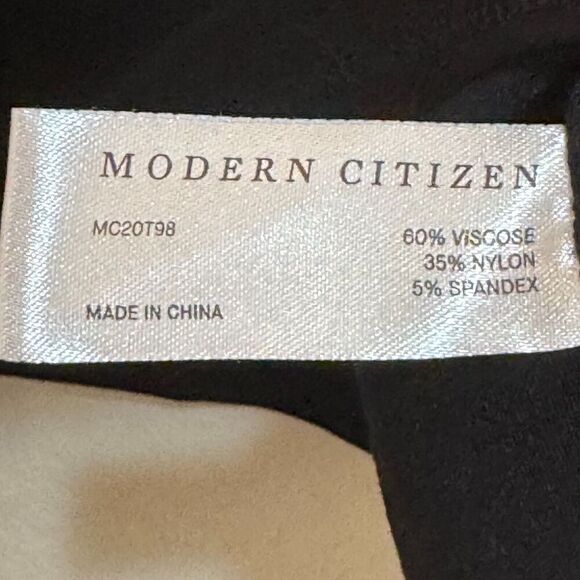 MODERN CITIZEN
MC20T98
60% VISCOSE
35% NYLON
5% SPANDEX
MADE IN CHINA